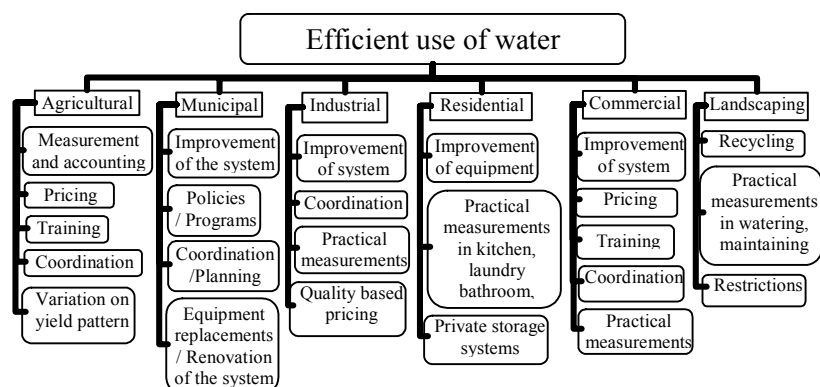 Efficient use of water
Agricultural
Measurement
and accounting
Pricing
Training
Coordination
Variation on
yield pattern
Municipal
Improvement
of the system
Policies
/ Programs
Coordination
/Planning
Equipment
replacements
/ Renovation
of the system
Industrial
Improvement
of system
Coordination
Practical
measurements
Quality based
pricing
Residential
Improvement
of equipment
Practical
measurements
in kitchen,
laundry
bathroom,
Private storage
systems
Commercial
Improvement
of system
Pricing
Training
Coordination
Practical
measurements
Landscaping
Recycling
Practical
measurements
in watering,
maintaining
Restrictions